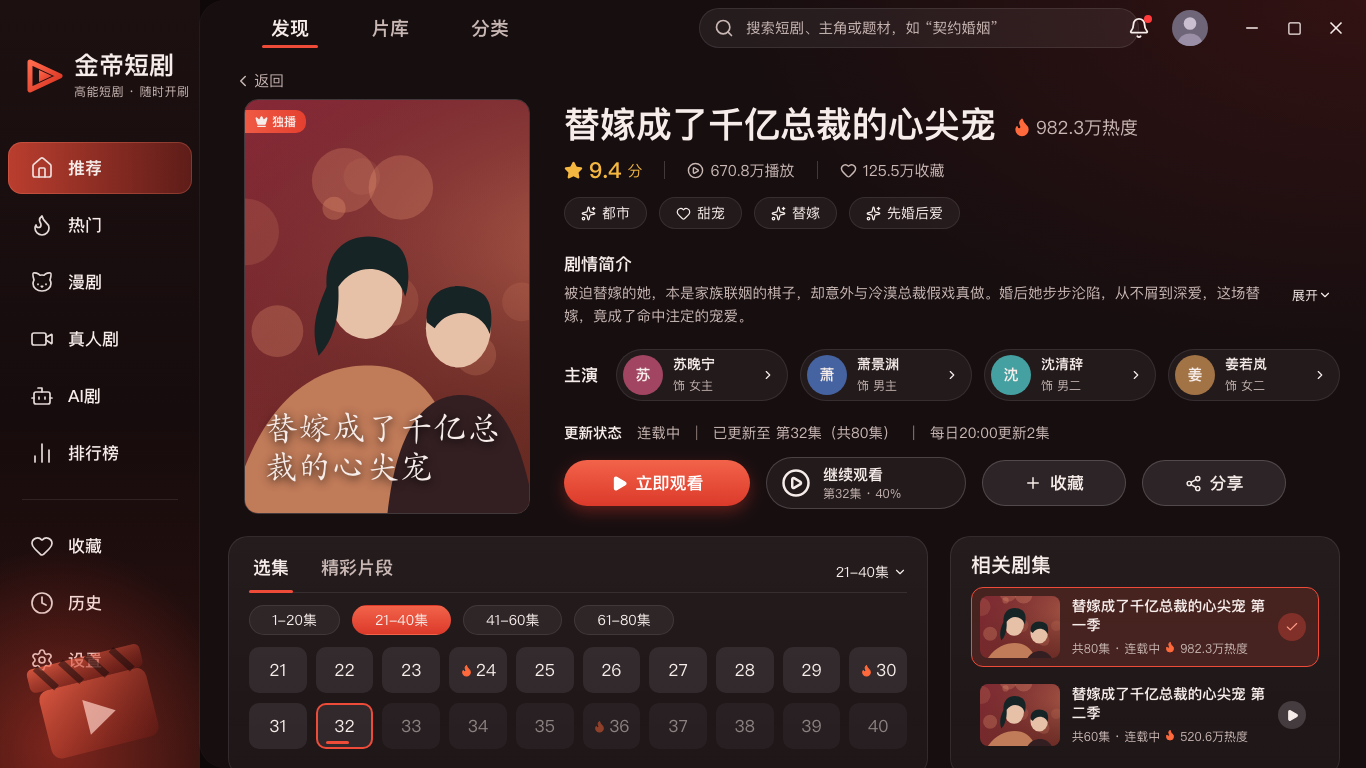 金帝短剧
高能短剧 · 随时开刷
推荐
热门
漫剧
真人剧
AI剧
排行榜
收藏
历史
设置
发现
片库
分类
搜索短剧、主角或题材，如 “契约婚姻”
返回
独播
替嫁成了千亿总
裁的心尖宠
替嫁成了千亿总裁的心尖宠 982.3万热度
9.4 分 670.8万播放 125.5万收藏
都市 甜宠 替嫁 先婚后爱
剧情简介
被迫替嫁的她，本是家族联姻的棋子，却意外与冷漠总裁假戏真做。婚后她步步沦陷，从不屑到深爱，这场替
嫁，竟成了命中注定的宠爱。
展开
主演
苏 苏晚宁
饰 女主
萧 萧景渊
饰 男主
沈 沈清辞
饰 男二
姜 姜若岚
饰 女二
更新状态 连载中 | 已更新至 第32集（共80集） | 每日20:00更新2集
立即观看
继续观看
第32集 · 40%
收藏
分享
选集 精彩片段 21–40集
1–20集 21–40集 41–60集 61–80集
21 22 23 24 25 26 27 28 29 30
31 32 33 34 35 36 37 38 39 40
相关剧集
替嫁成了千亿总裁的心尖宠 第
一季
共80集 · 连载中 982.3万热度
替嫁成了千亿总裁的心尖宠 第
二季
共60集 · 连载中 520.6万热度